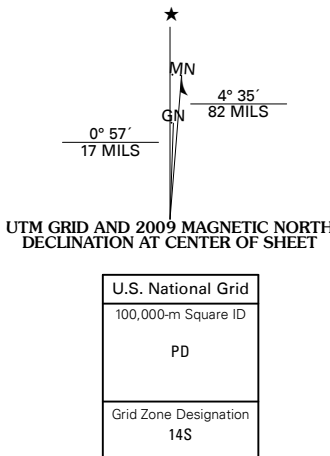 ★
MN
4° 35´
82 MILS
GN
0° 57´
17 MILS
UTM GRID AND 2009 MAGNETIC NORTH
DECLINATION AT CENTER OF SHEET
U.S. National Grid
100,000-m Square ID
PD
Grid Zone Designation
14S